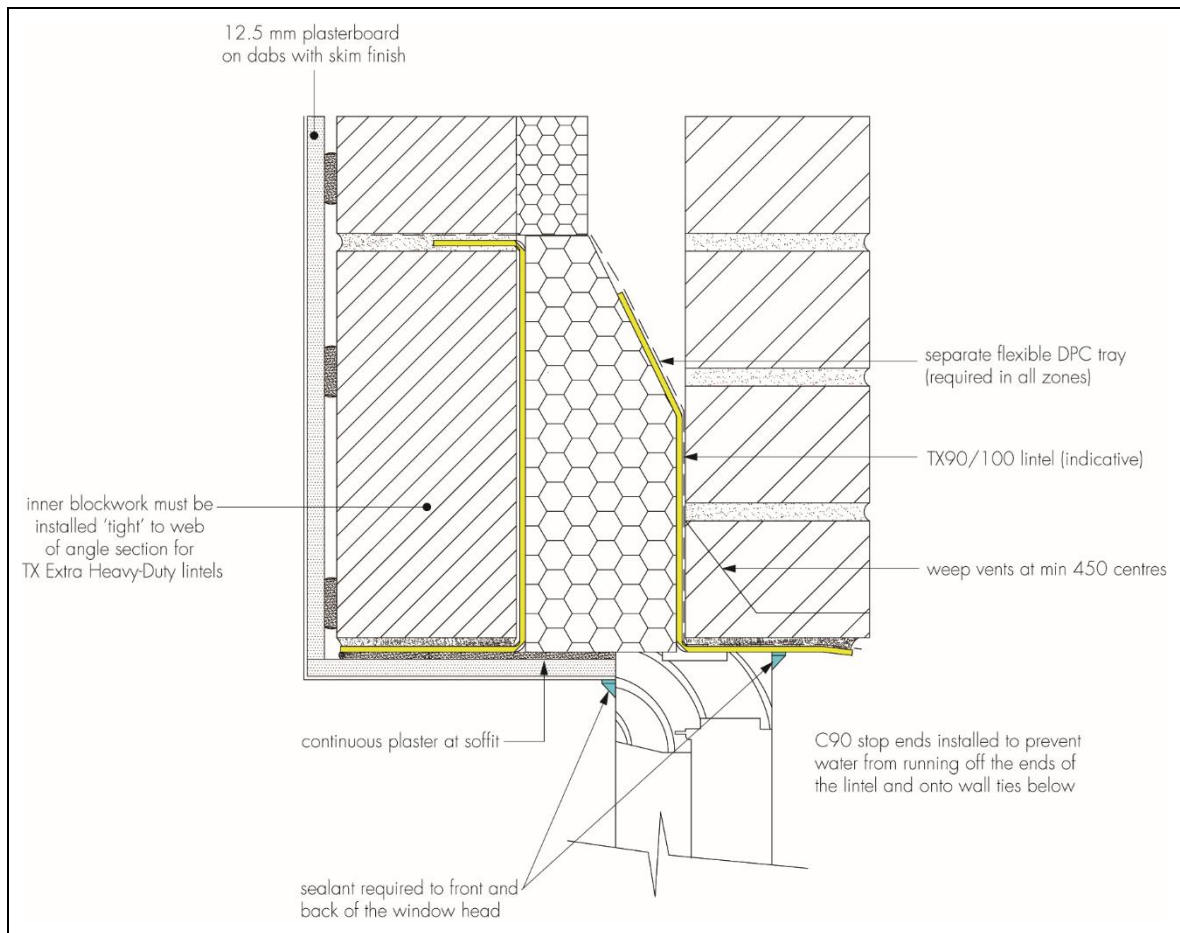 12.5 mm plasterboard
on dabs with skim finish
separate flexible DPC tray
(required in all zones)
TX90/100 lintel (indicative)
inner blockwork must be
installed 'tight' to web
of angle section for
TX Extra Heavy-Duty lintels
weep vents at min 450 centres
continuous plaster at soffit
C90 stop ends installed to prevent
water from running off the ends of
the lintel and onto wall ties below
sealant required to front and
back of the window head